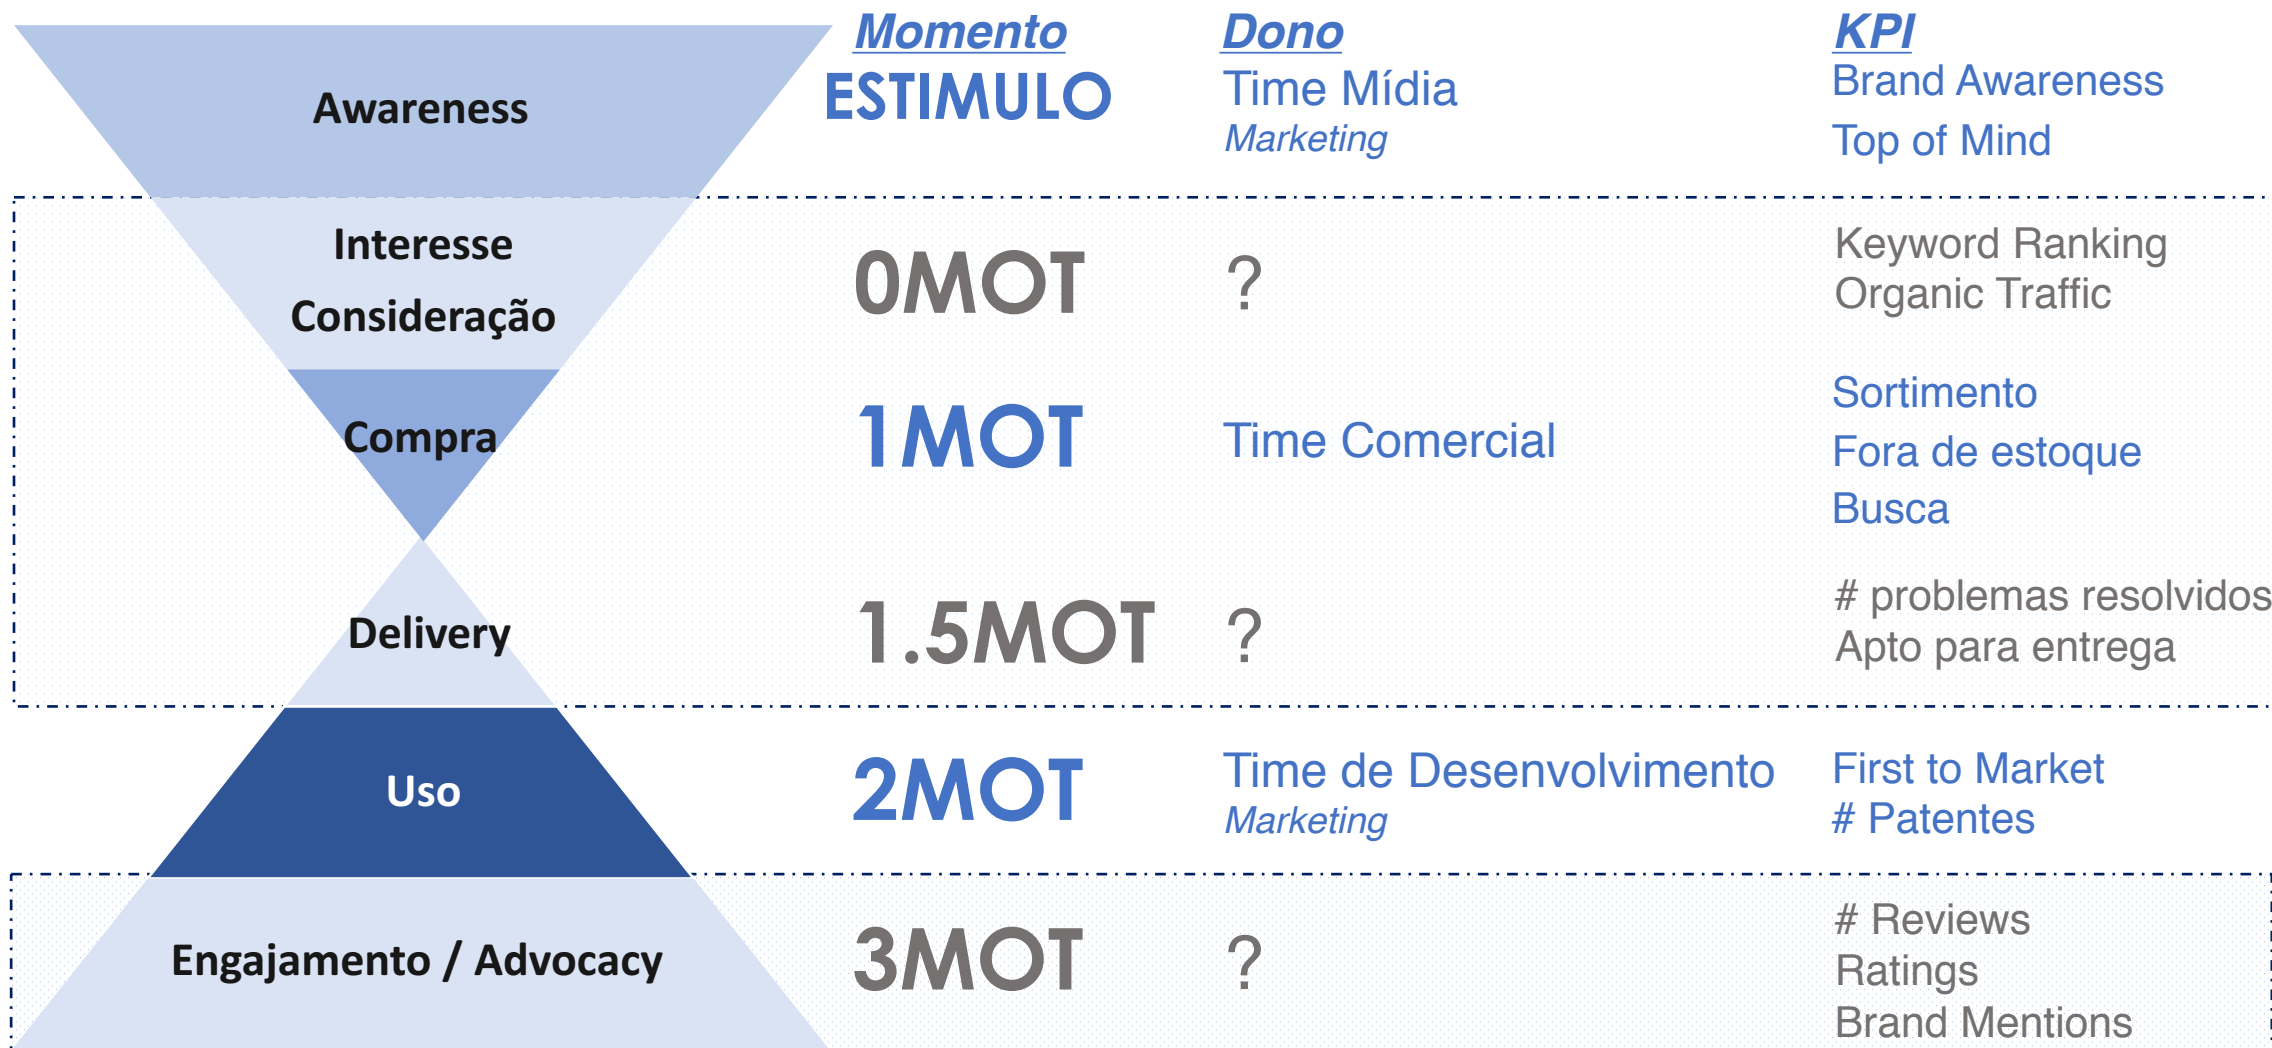 Momento
Dono
KPI
Awareness
ESTIMULO
Time Mídia
Marketing
Brand Awareness
Top of Mind
Interesse
Consideração
0MOT
?
Keyword Ranking
Organic Traffic
Compra
1MOT
Time Comercial
Sortimento
Fora de estoque
Busca
Delivery
1.5MOT
?
# problemas resolvidos
Apto para entrega
Uso
2MOT
Time de Desenvolvimento
Marketing
First to Market
# Patentes
Engajamento / Advocacy
3MOT
?
# Reviews
Ratings
Brand Mentions